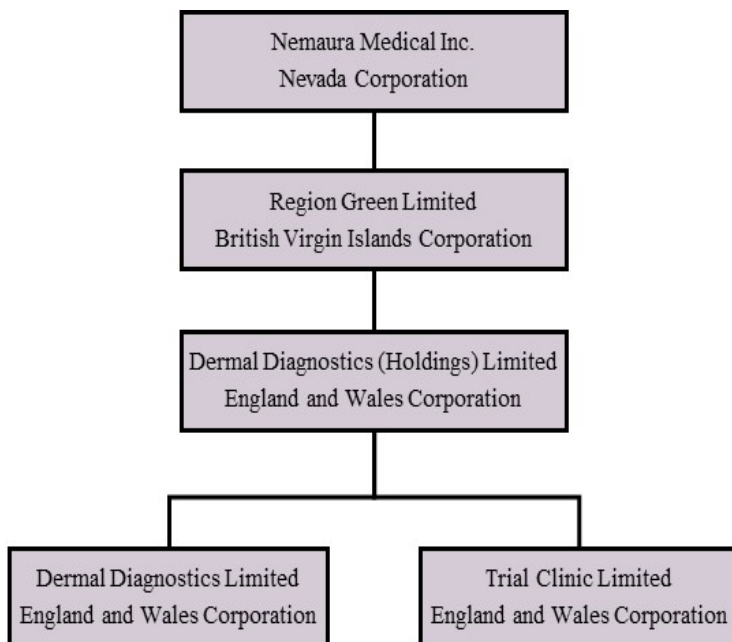 Nemaura Medical Inc.
Nevada Corporation
Region Green Limited
British Virgin Islands Corporation
Dermal Diagnostics (Holdings) Limited
England and Wales Corporation
Dermal Diagnostics Limited
England and Wales Corporation
Trial Clinic Limited
England and Wales Corporation